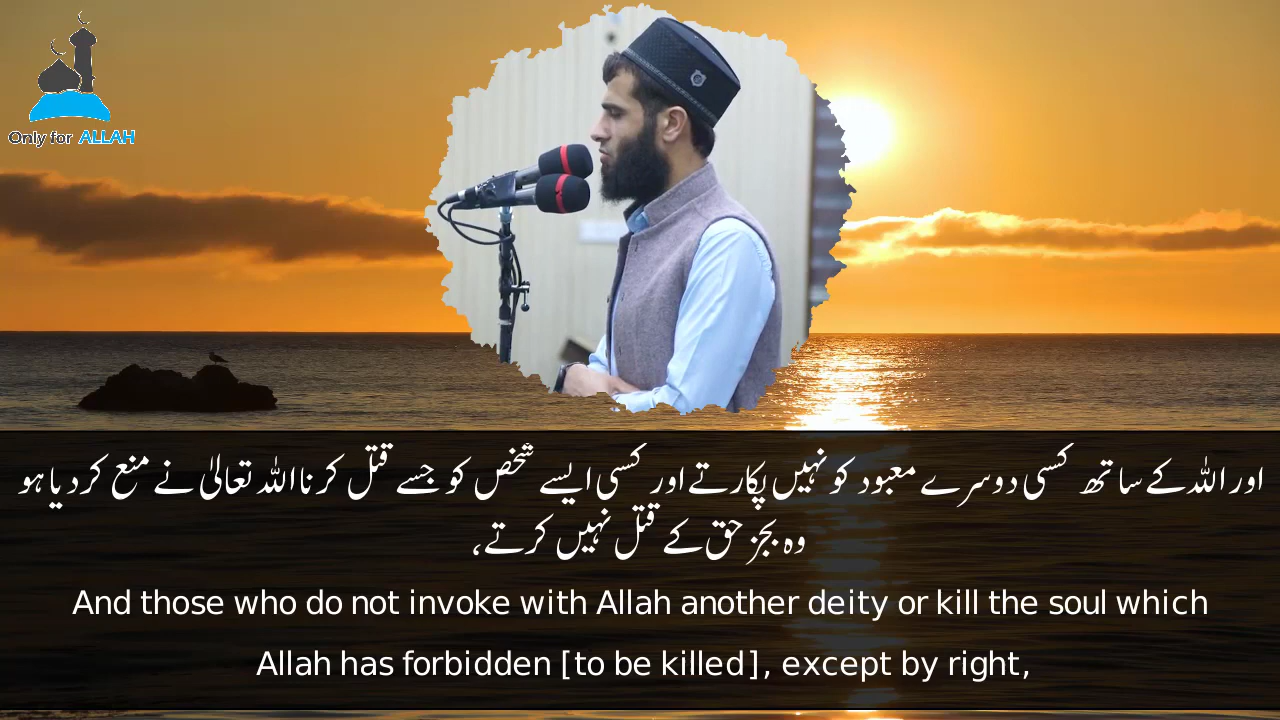 Only for ALLAH
اور اللہ کے ساتھ کسی دوسرے معبود کو نہیں پکارتے اور کسی ایسے شخص کو جسے قتل کرنا اللہ تعالیٰ نے منع کردیا ہو
وہ بجز حق کے قتل نہیں کرتے،
And those who do not invoke with Allah another deity or kill the soul which
Allah has forbidden [to be killed], except by right,